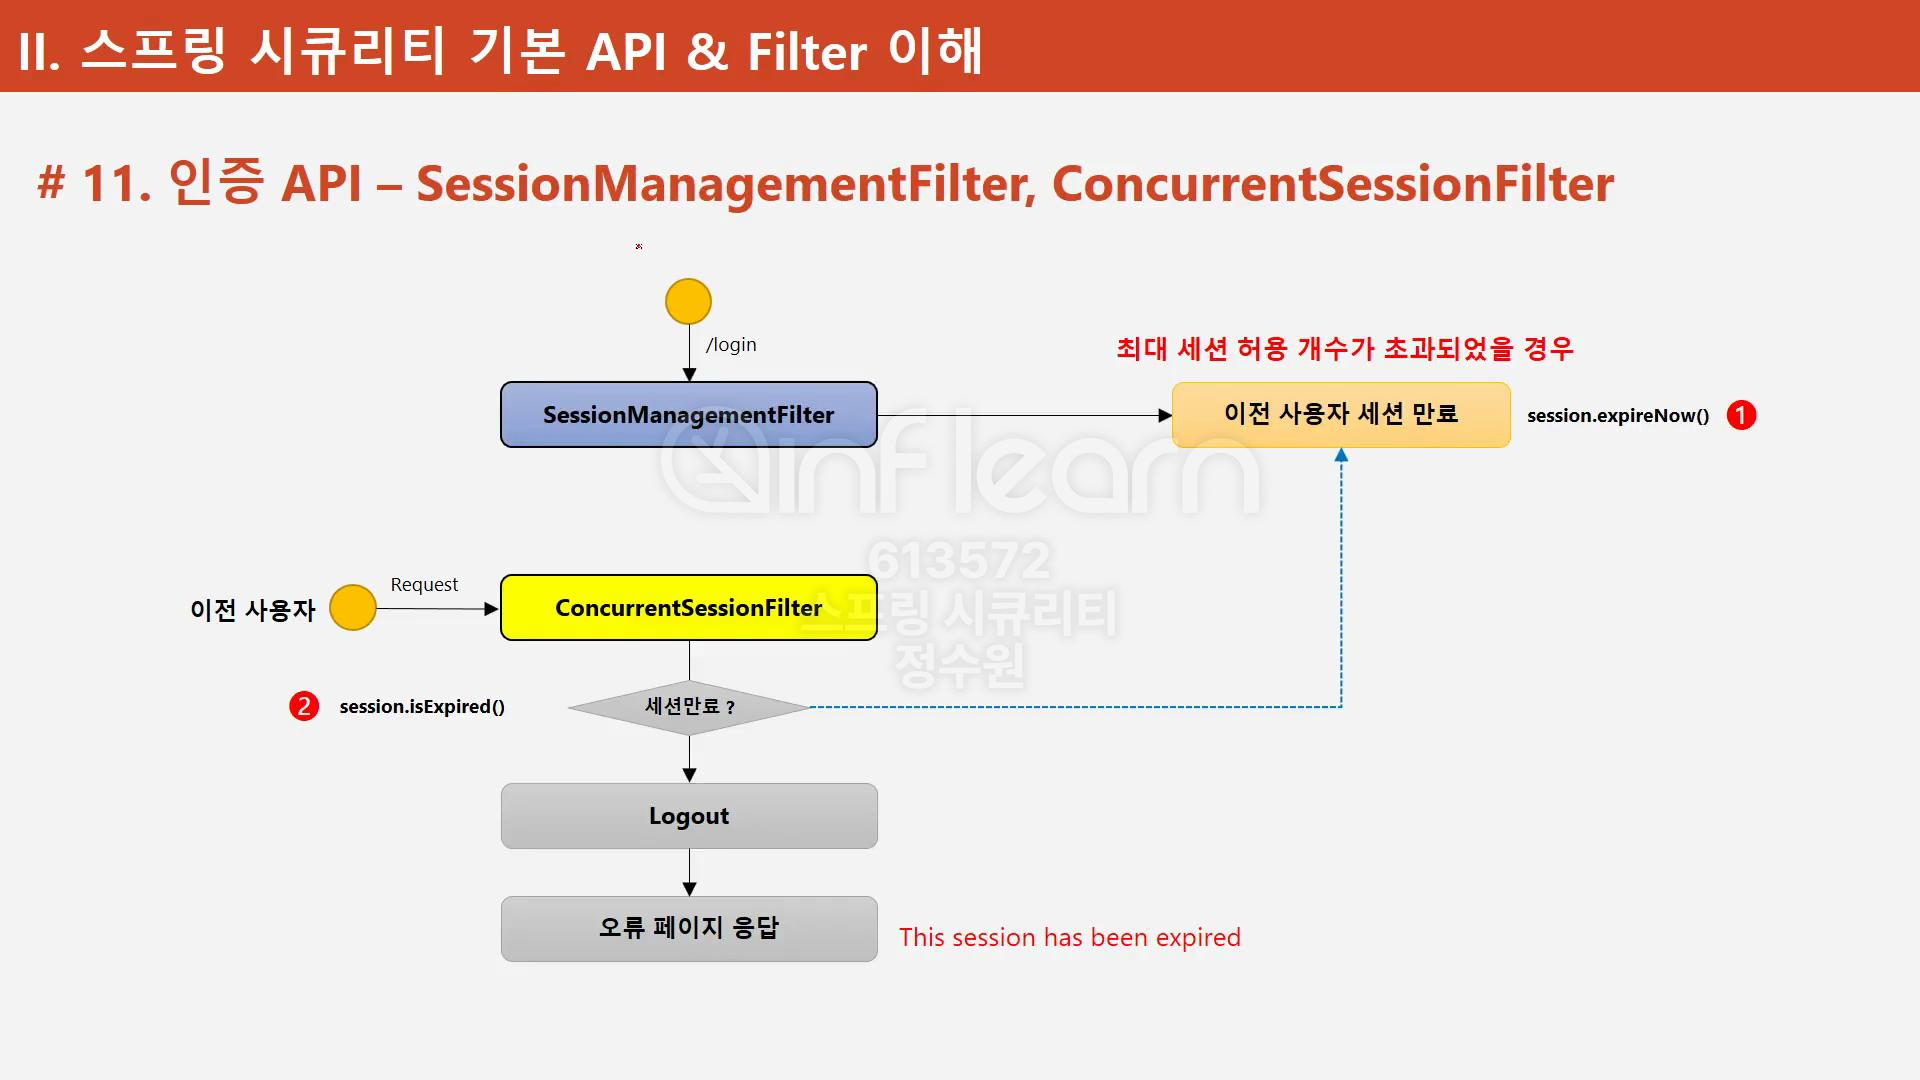 II. 스프링 시큐리티 기본 API & Filter 이해
# 11. 인증 API – SessionManagementFilter, ConcurrentSessionFilter
/login
최대 세션 허용 개수가 초과되었을 경우
SessionManagementFilter
이전 사용자 세션 만료
session.expireNow() 1
inflearn
613572
스프링 시큐리티
정수원
이전 사용자
Request
ConcurrentSessionFilter
2 session.isExpired()
세션만료 ?
Logout
오류 페이지 응답
This session has been expired